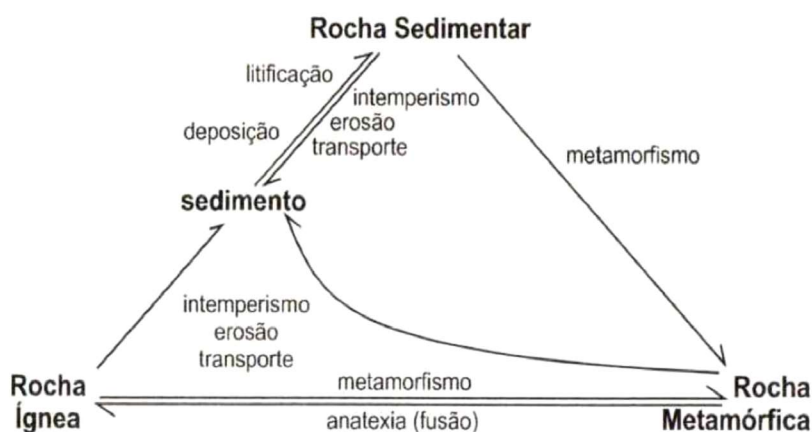 Rocha Sedimentar
litificação
deposição
intemperismo
erosão
transporte
metamorfismo
sedimento
intemperismo
erosão
transporte
Rocha
Ígnea
metamorfismo
anatexia (fusão)
Rocha
Metamórfica